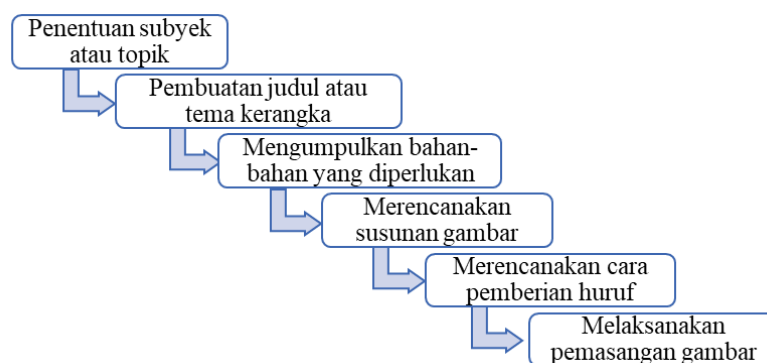 Penentuan subyek
atau topik
Pembuatan judul atau
tema kerangka
Mengumpulkan bahan-
bahan yang diperlukan
Merencanakan
susunan gambar
Merencanakan cara
pemberian huruf
Melaksanakan
pemasangan gambar